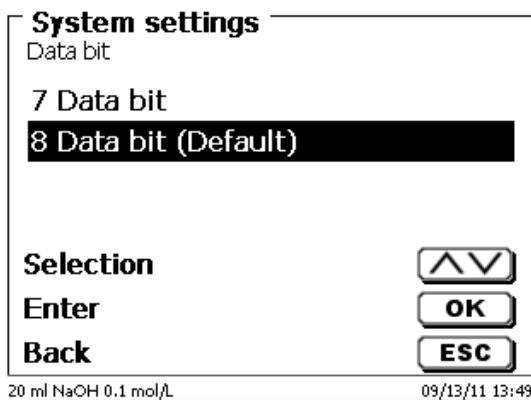 System settings
Data bit
7 Data bit
8 Data bit (Default)
Selection
Enter OK
Back ESC
20 ml NaOH 0.1 mol/L 09/13/11 13:49